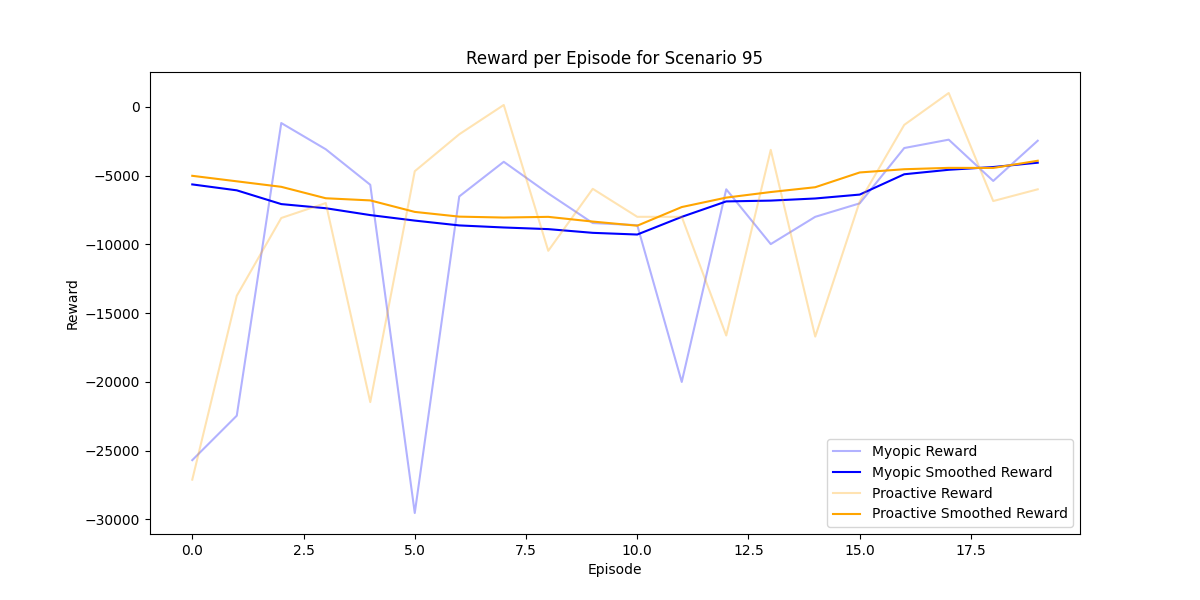 Reward per Episode for Scenario 95
Reward
0
−5000
−10000
−15000
−20000
−25000
−30000
Myopic Reward
Myopic Smoothed Reward
Proactive Reward
Proactive Smoothed Reward
0.0 2.5 5.0 7.5 10.0 12.5 15.0 17.5
Episode